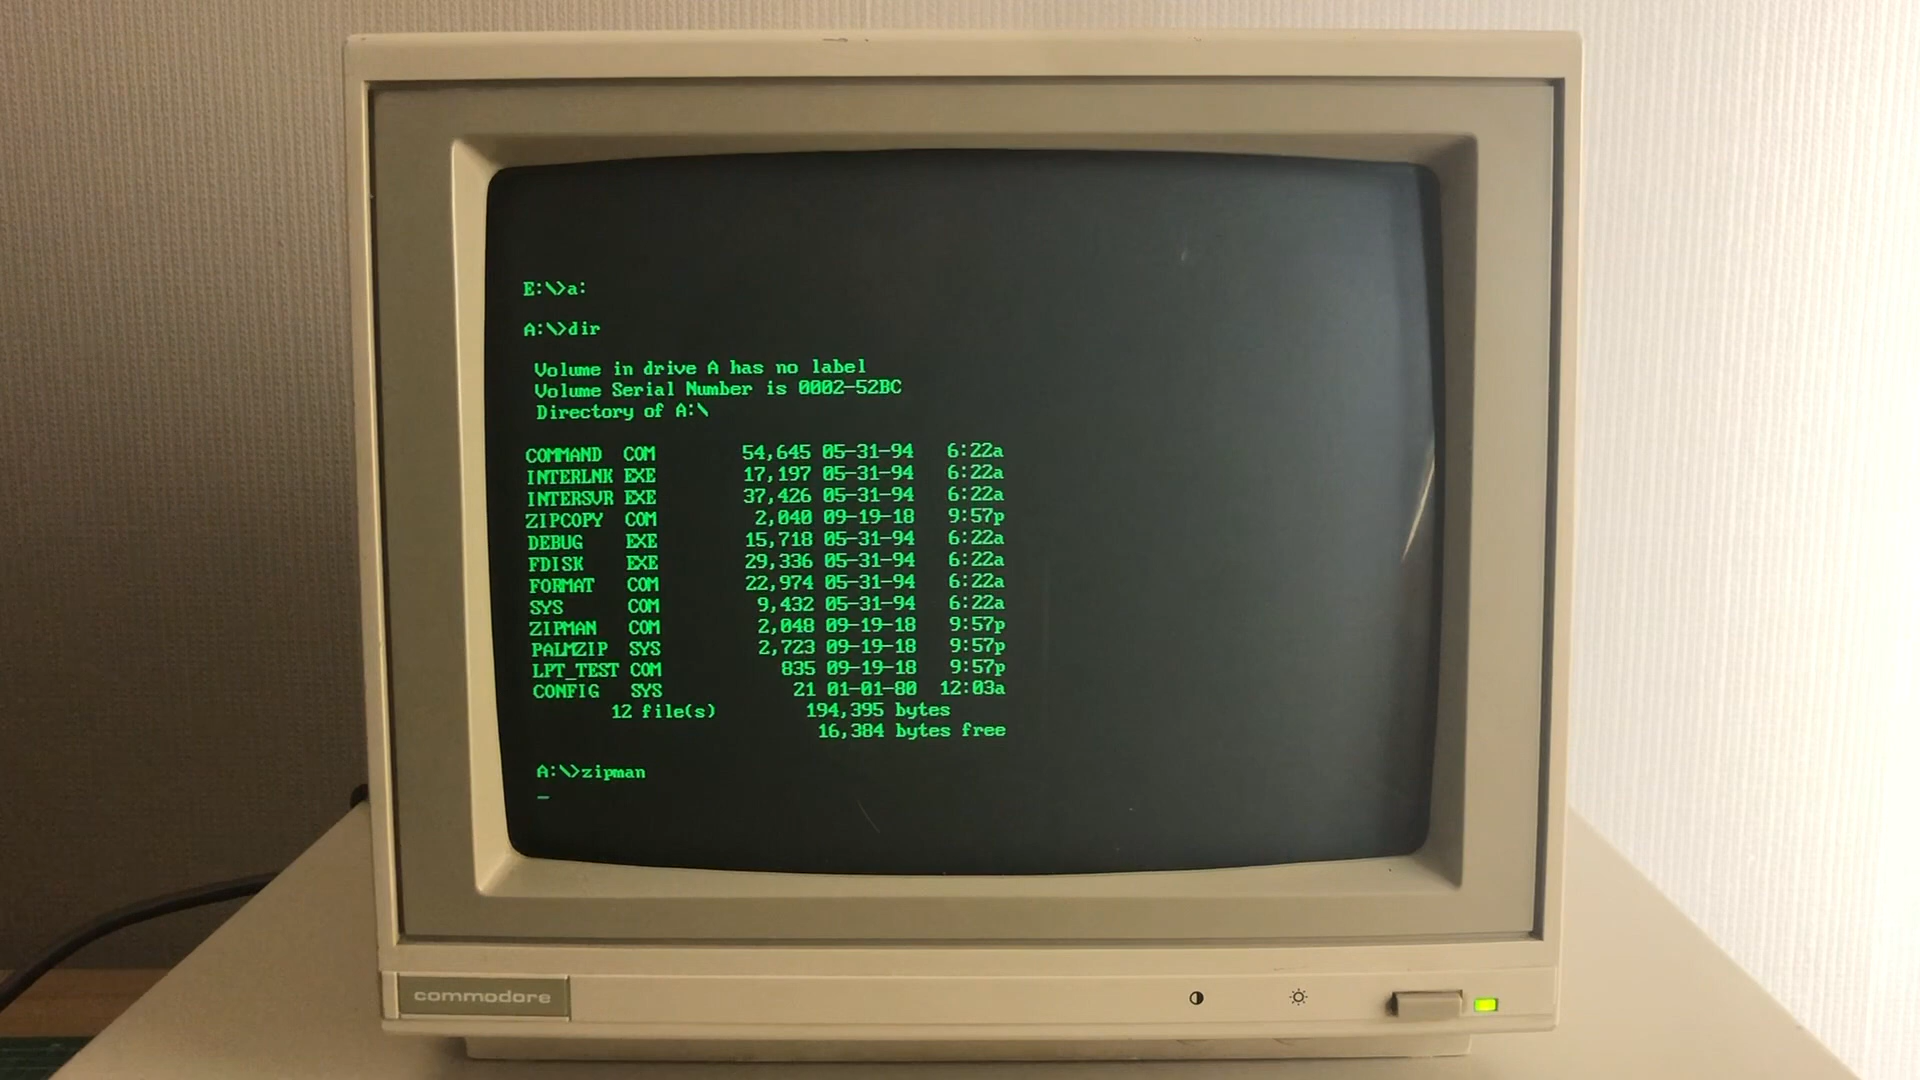 E:\>a:
A:\>dir
Volume in drive A has no label
Volume Serial Number is 0002-52BC
Directory of A:\
COMMAND COM 54,645 05-31-94 6:22a
INTERLNK EXE 17,197 05-31-94 6:22a
INTERSVR EXE 37,426 05-31-94 6:22a
ZIPCOPY COM 2,040 09-19-18 9:57p
DEBUG EXE 15,718 05-31-94 6:22a
FDISK EXE 29,336 05-31-94 6:22a
FORMAT COM 22,974 05-31-94 6:22a
SYS COM 9,432 05-31-94 6:22a
ZIPMAN COM 2,048 09-19-18 9:57p
PALMZIP SYS 2,723 09-19-18 9:57p
LPT_TEST COM 835 09-19-18 9:57p
CONFIG SYS 21 01-01-80 12:03a
12 file(s) 194,395 bytes
16,384 bytes free
A:\>zipman
_
commodore